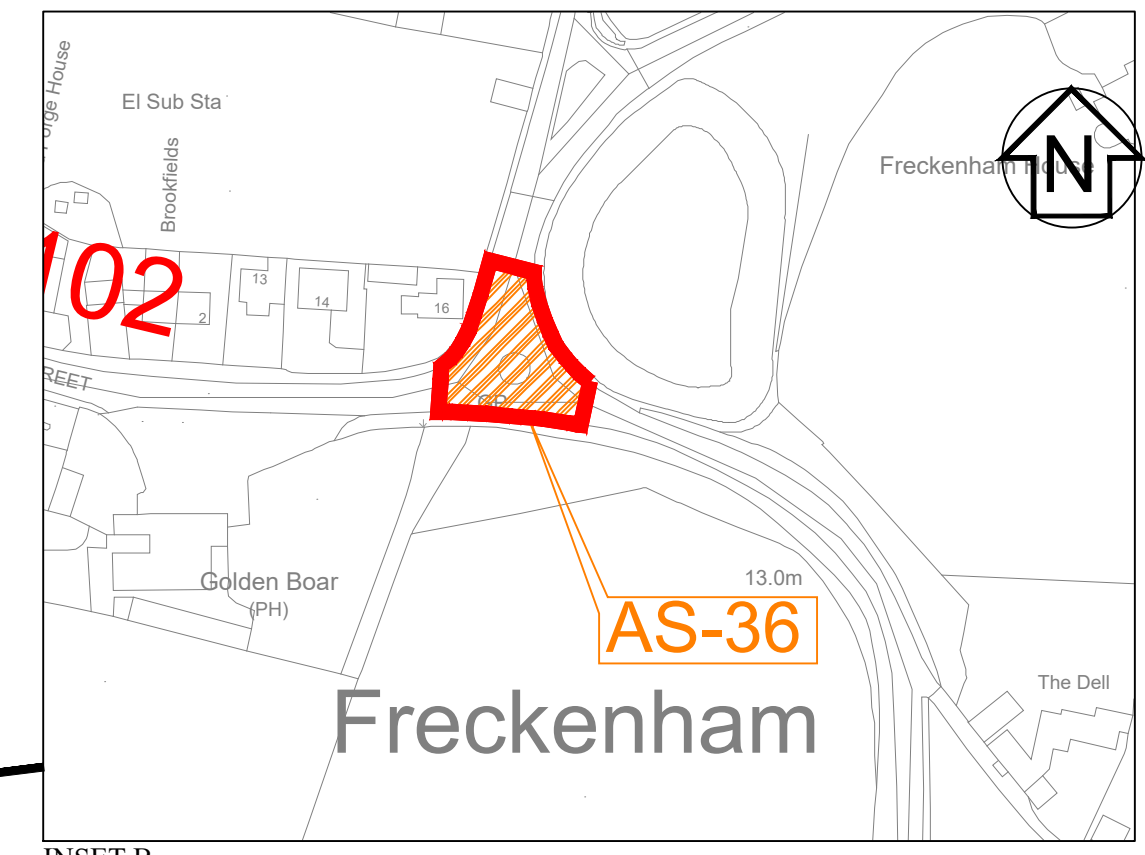 Forge House
El Sub Sta
Brookfields
Freckenham House
N
102
13
14
16
2
REET
GP
Golden Boar
(PH)
13.0m
AS-36
The Dell
Freckenham